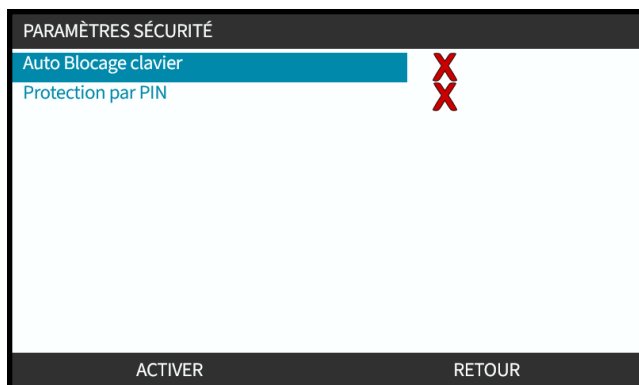 PARAMÈTRES SÉCURITÉ
Auto Blocage clavier
Protection par PIN
ACTIVER RETOUR